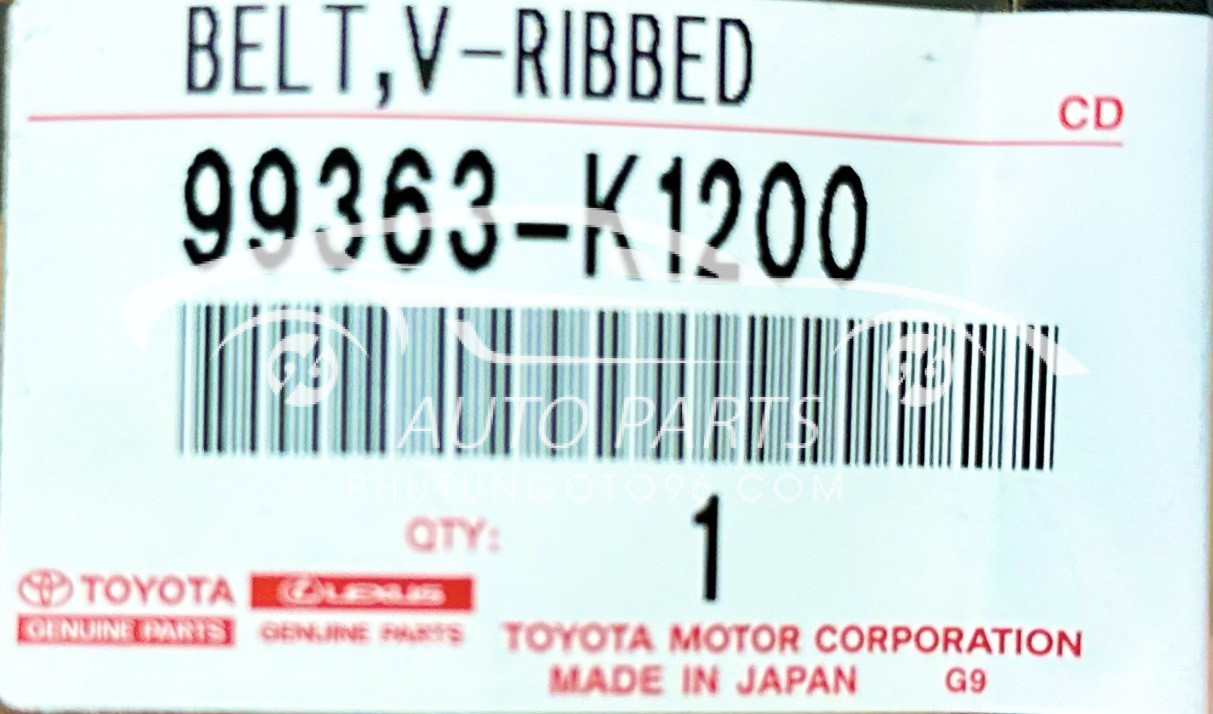 BELT,V-RIBBED
CD
99363-K1200
AUTO PARTS
PHUTUNGOTO96.COM
QTY: 1
TOYOTA
GENUINE PARTS
LEXUS
GENUINE PARTS
TOYOTA MOTOR CORPORATION
MADE IN JAPAN G9